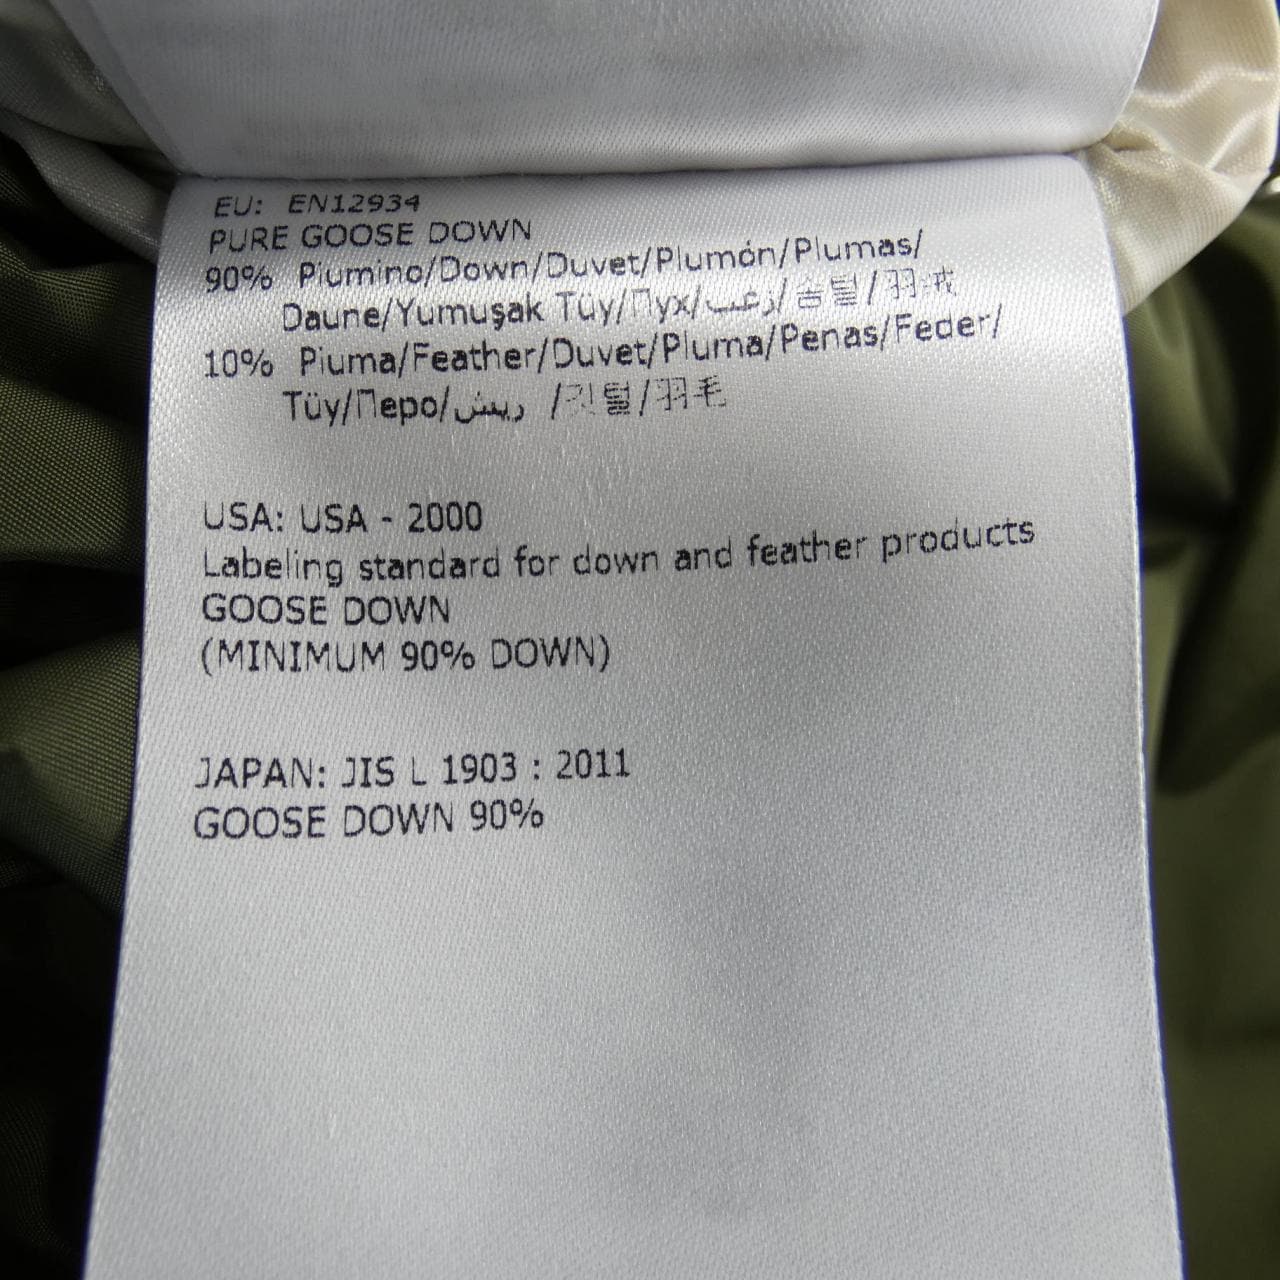 EU: EN12934
PURE GOOSE DOWN
90% Piumino/Down/Duvet/Plumón/Plumas/
Daune/Yumuşak Tüy/Пух/زغب/솜털/羽绒
10% Piuma/Feather/Duvet/Pluma/Penas/Feder/
Tüy/Перо/ريش /깃털/羽毛
USA: USA - 2000
Labeling standard for down and feather products
GOOSE DOWN
(MINIMUM 90% DOWN)
JAPAN: JIS L 1903 : 2011
GOOSE DOWN 90%